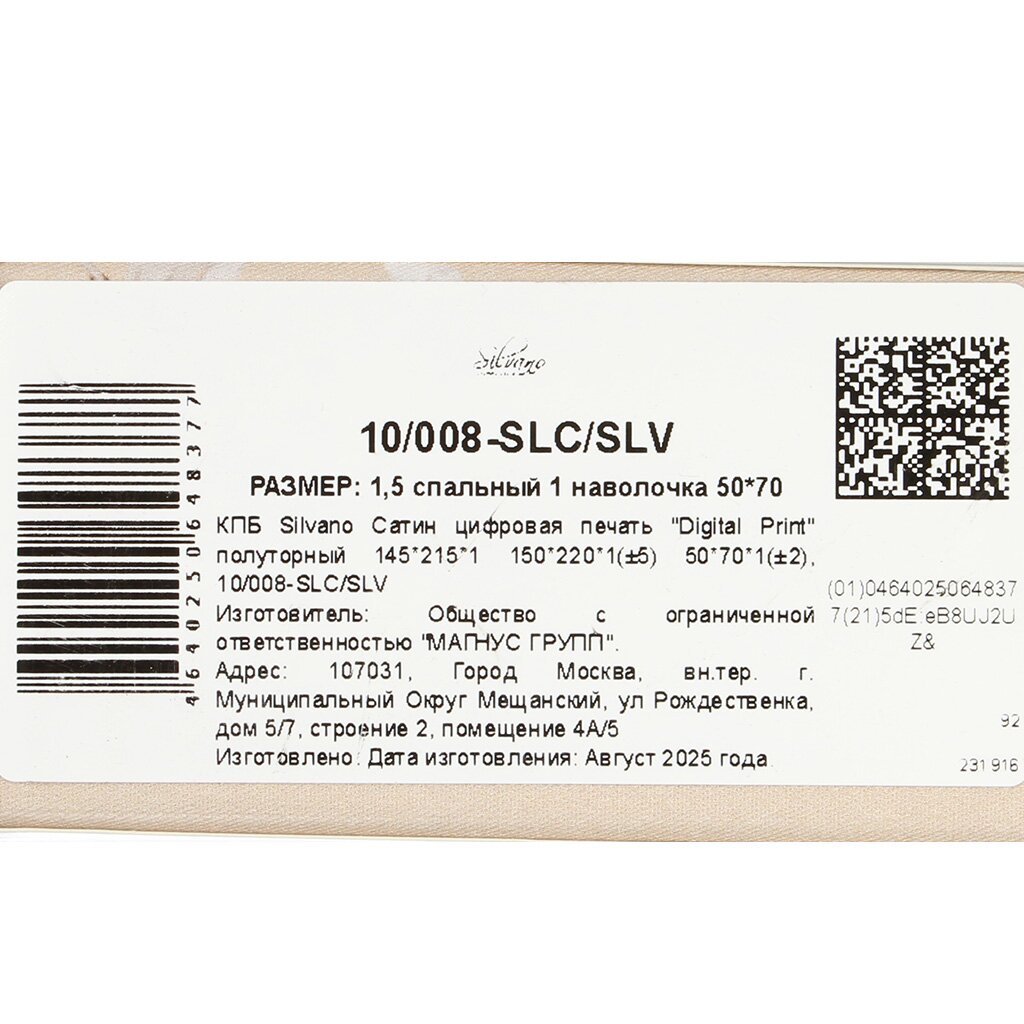 Silvano
10/008-SLC/SLV
РАЗМЕР: 1,5 спальный 1 наволочка 50*70
КПБ Silvano Сатин цифровая печать "Digital Print"
полуторный 145*215*1 150*220*1(±5) 50*70*1(±2),
10/008-SLC/SLV
Изготовитель: Общество с ограниченной
ответственностью "МАГНУС ГРУПП".
Адрес: 107031, Город Москва, вн.тер. г.
Муниципальный Округ Мещанский, ул Рождественка,
дом 5/7, строение 2, помещение 4А/5
Изготовлено: Дата изготовления: Август 2025 года
4640250648377
(01)0464025064837
7(21)5dE:eB8UJ2U
Z&
92
231 916